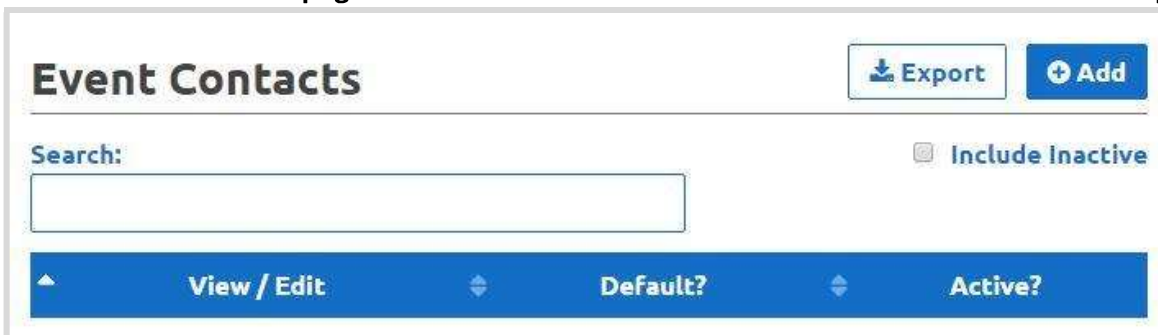 Event Contacts
Export
Add
Search:
Include Inactive
View / Edit
Default?
Active?